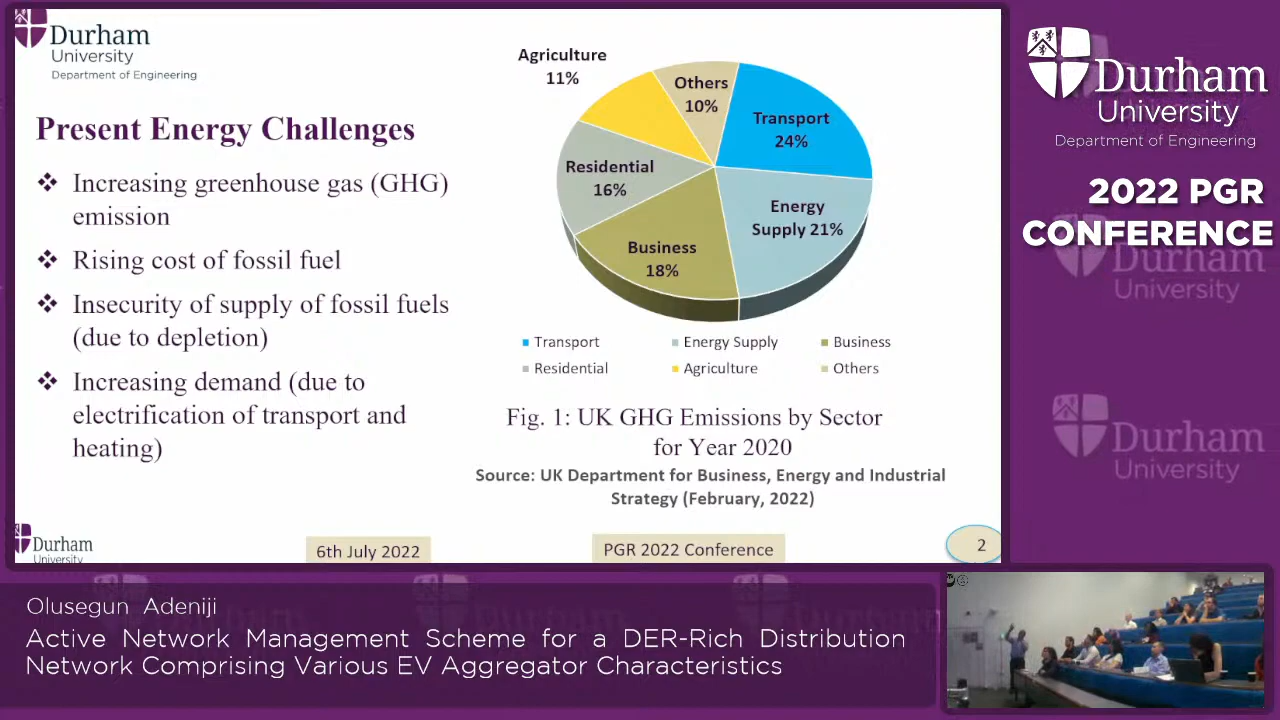 Durham
University
Department of Engineering
Present Energy Challenges
❖ Increasing greenhouse gas (GHG)
emission
❖ Rising cost of fossil fuel
❖ Insecurity of supply of fossil fuels
(due to depletion)
❖ Increasing demand (due to
electrification of transport and
heating)
Agriculture
11%
Others
10%
Transport
24%
Residential
16%
Energy
Supply 21%
Business
18%
Transport
Energy Supply
Business
Residential
Agriculture
Others
Fig. 1: UK GHG Emissions by Sector
for Year 2020
Source: UK Department for Business, Energy and Industrial
Strategy (February, 2022)
Durham
University
6th July 2022
PGR 2022 Conference
2
Durham
University
Department of Engineering
2022 PGR
CONFERENCE
Durham
University
Durham
University
Olusegun Adeniji
Active Network Management Scheme for a DER-Rich Distribution
Network Comprising Various EV Aggregator Characteristics